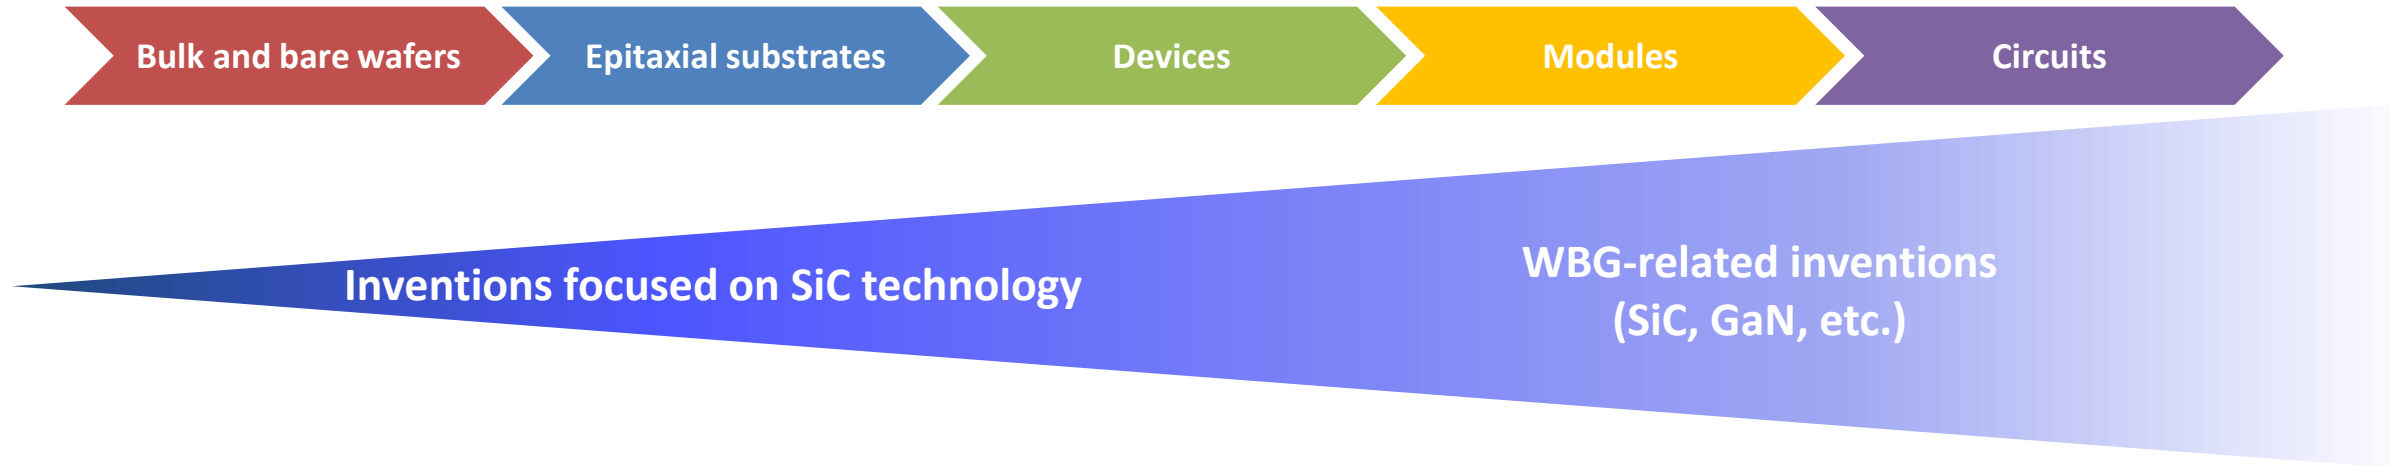 Bulk and bare wafers
Epitaxial substrates
Devices
Modules
Circuits
Inventions focused on SiC technology
WBG-related inventions
(SiC, GaN, etc.)